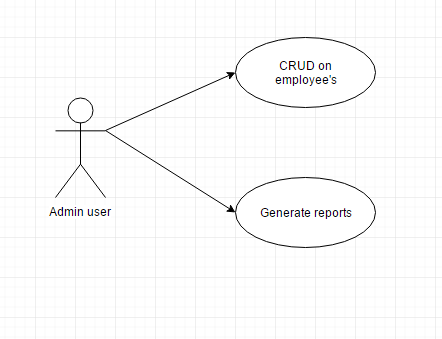 CRUD on
employee's
Admin user
Generate reports